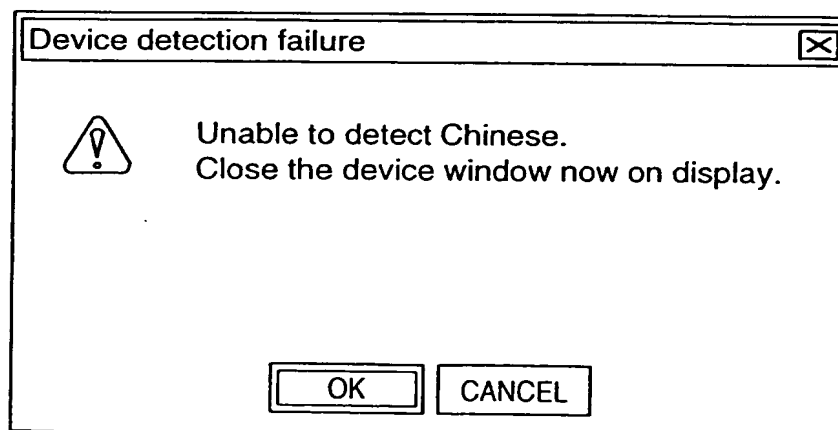 Device detection failure
Unable to detect Chinese.
Close the device window now on display.
OK
CANCEL